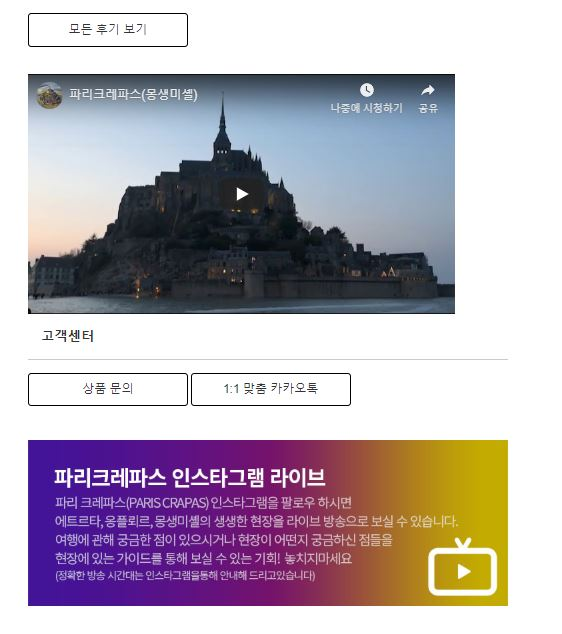 모든 후기 보기
파리크레파스(몽생미셸)
나중에 시청하기
공유
고객센터
상품 문의
1:1 맞춤 카카오톡
파리크레파스 인스타그램 라이브
파리 크레파스(PARIS CRAPAS) 인스타그램을 팔로우 하시면
에트르타, 옹플뢰르, 몽생미셸의 생생한 현장을 라이브 방송으로 보실 수 있습니다.
여행에 관해 궁금한 점이 있으시거나 현장이 어떤지 궁금하신 점들을
현장에 있는 가이드를 통해 보실 수 있는 기회! 놓치지마세요
(정확한 방송 시간대는 인스타그램을통해 안내해 드리고있습니다)